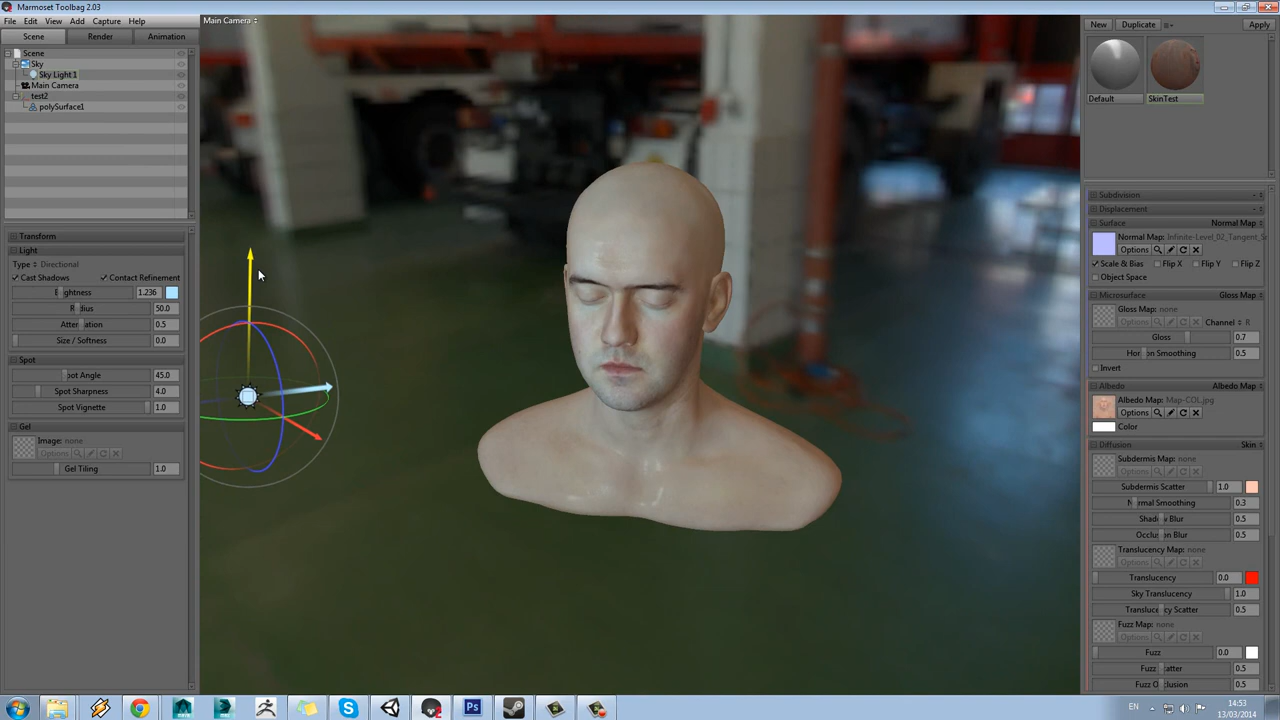 Marmoset Toolbag 2.03
File Edit View Add Capture Help
Scene Render Animation
Scene
Sky
Sky Light 1
Main Camera
test2
polySurface1
Transform
Light
Type Directional
Cast Shadows Contact Refinement
1.236
50.0
0.5
Size / Softness 0.0
Spot
45.0
Spot Sharpness 4.0
Spot Vignette 1.0
Gel
Image: none
Options
Gel Tiling 1.0
Main Camera
New Duplicate Apply
Default SkinTest
Subdivision
Displacement
Surface Normal Map
Normal Map: Infinite-Level_02_Tangent_S
Options
Scale & Bias Flip X Flip Y Flip Z
Object Space
Microsurface Gloss Map
Gloss Map: none
Options Channel R
Gloss 0.7
Smoothing 0.5
Invert
Albedo Albedo Map
Albedo Map: Map-COL.jpg
Options
Color
Diffusion Skin
Subdermis Map: none
Options
Subdermis Scatter 1.0
Smoothing 0.3
Blur 0.5
Blur 0.5
Translucency Map: none
Options
Translucency 0.0
Sky Translucency 1.0
Scatter 0.5
Fuzz Map: none
Options
Fuzz 0.0
Fuzz 0.5
Fuzz 0.5
EN 14:53
13/03/2014
Ps